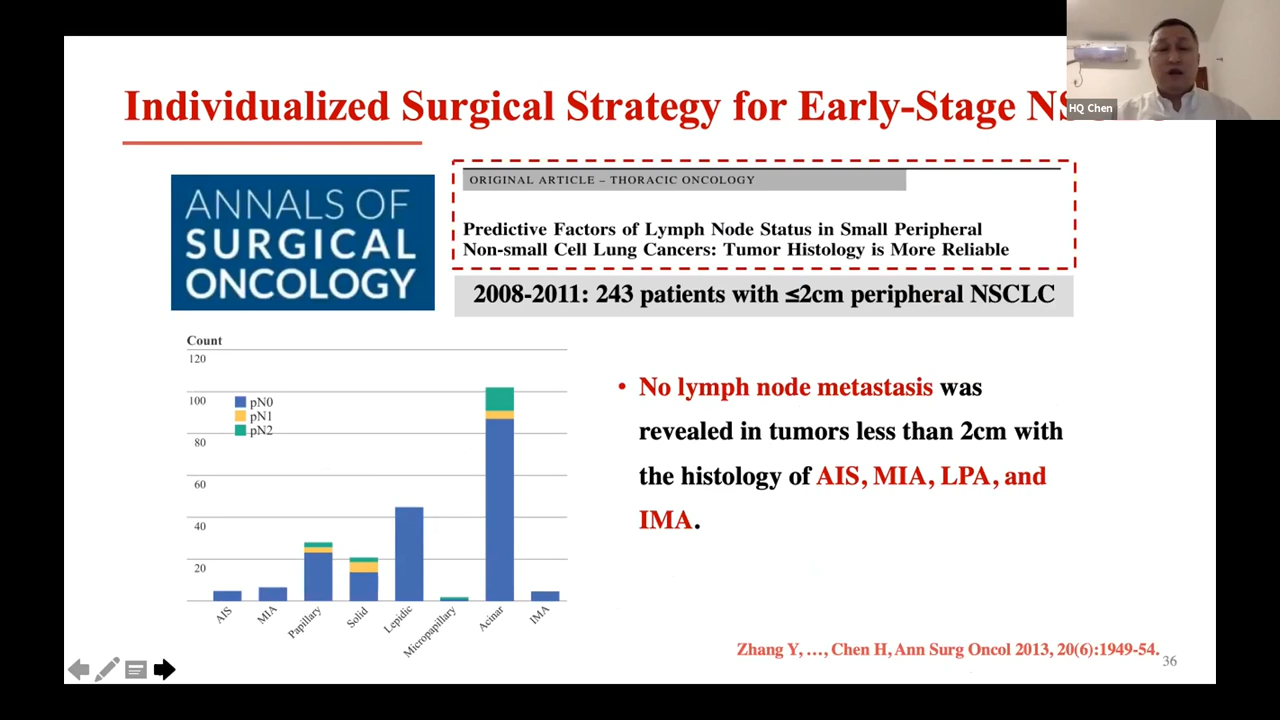 Individualized Surgical Strategy for Early-Stage
HQ Chen
ANNALS OF
SURGICAL
ONCOLOGY
ORIGINAL ARTICLE – THORACIC ONCOLOGY
Predictive Factors of Lymph Node Status in Small Peripheral
Non-small Cell Lung Cancers: Tumor Histology is More Reliable
2008-2011: 243 patients with ≤2cm peripheral NSCLC
Count
120
100
80
60
40
20
pN0
pN1
pN2
AIS
MIA
Papillary
Solid
Lepidic
Micropapillary
Acinar
IMA
• No lymph node metastasis was
revealed in tumors less than 2cm with
the histology of AIS, MIA, LPA, and
IMA.
Zhang Y, …, Chen H, Ann Surg Oncol 2013, 20(6):1949-54.
36